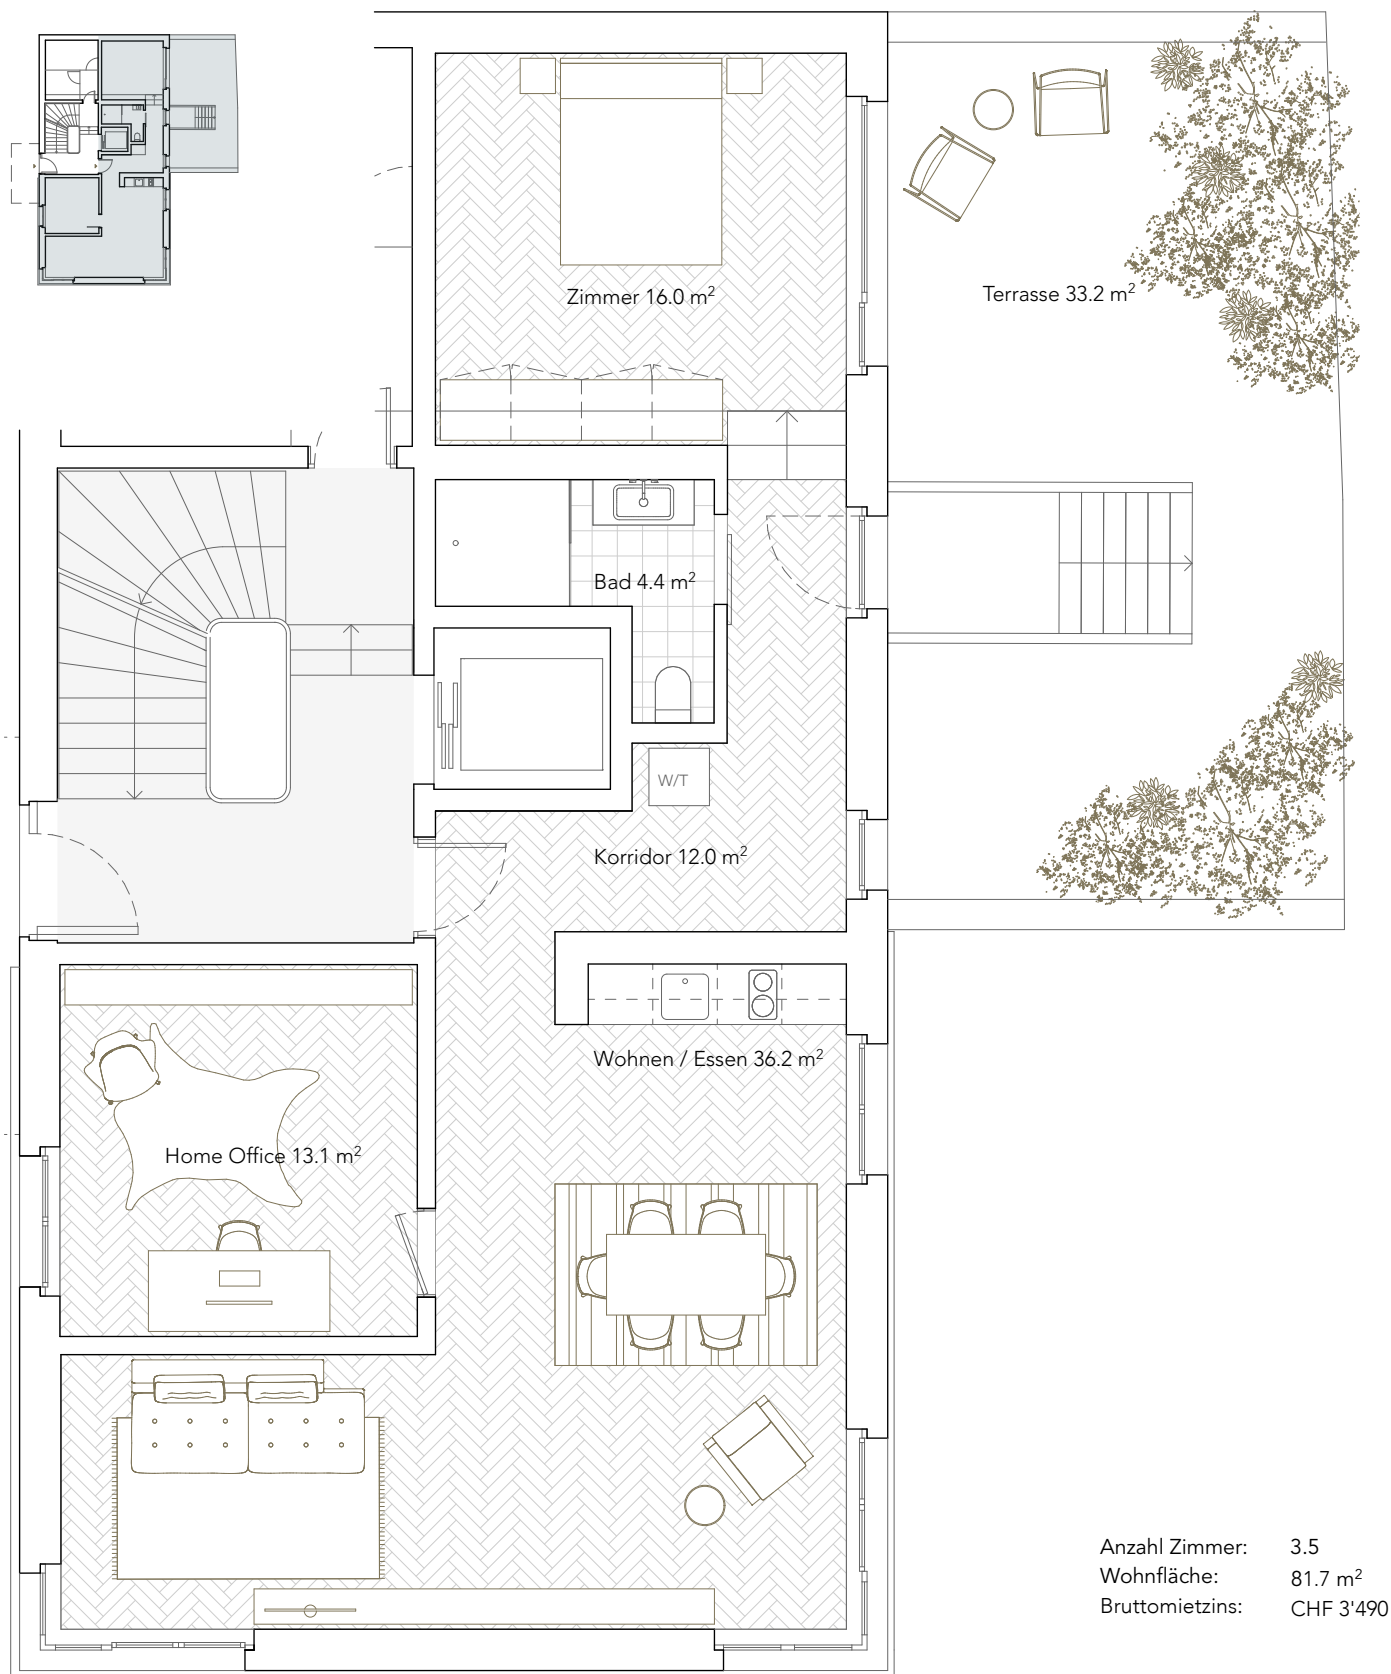 Zimmer 16.0 m²
Terrasse 33.2 m²
Bad 4.4 m²
W/T
Korridor 12.0 m²
Wohnen / Essen 36.2 m²
Home Office 13.1 m²
Anzahl Zimmer: 3.5
Wohnfläche: 81.7 m²
Bruttomietzins: CHF 3'490